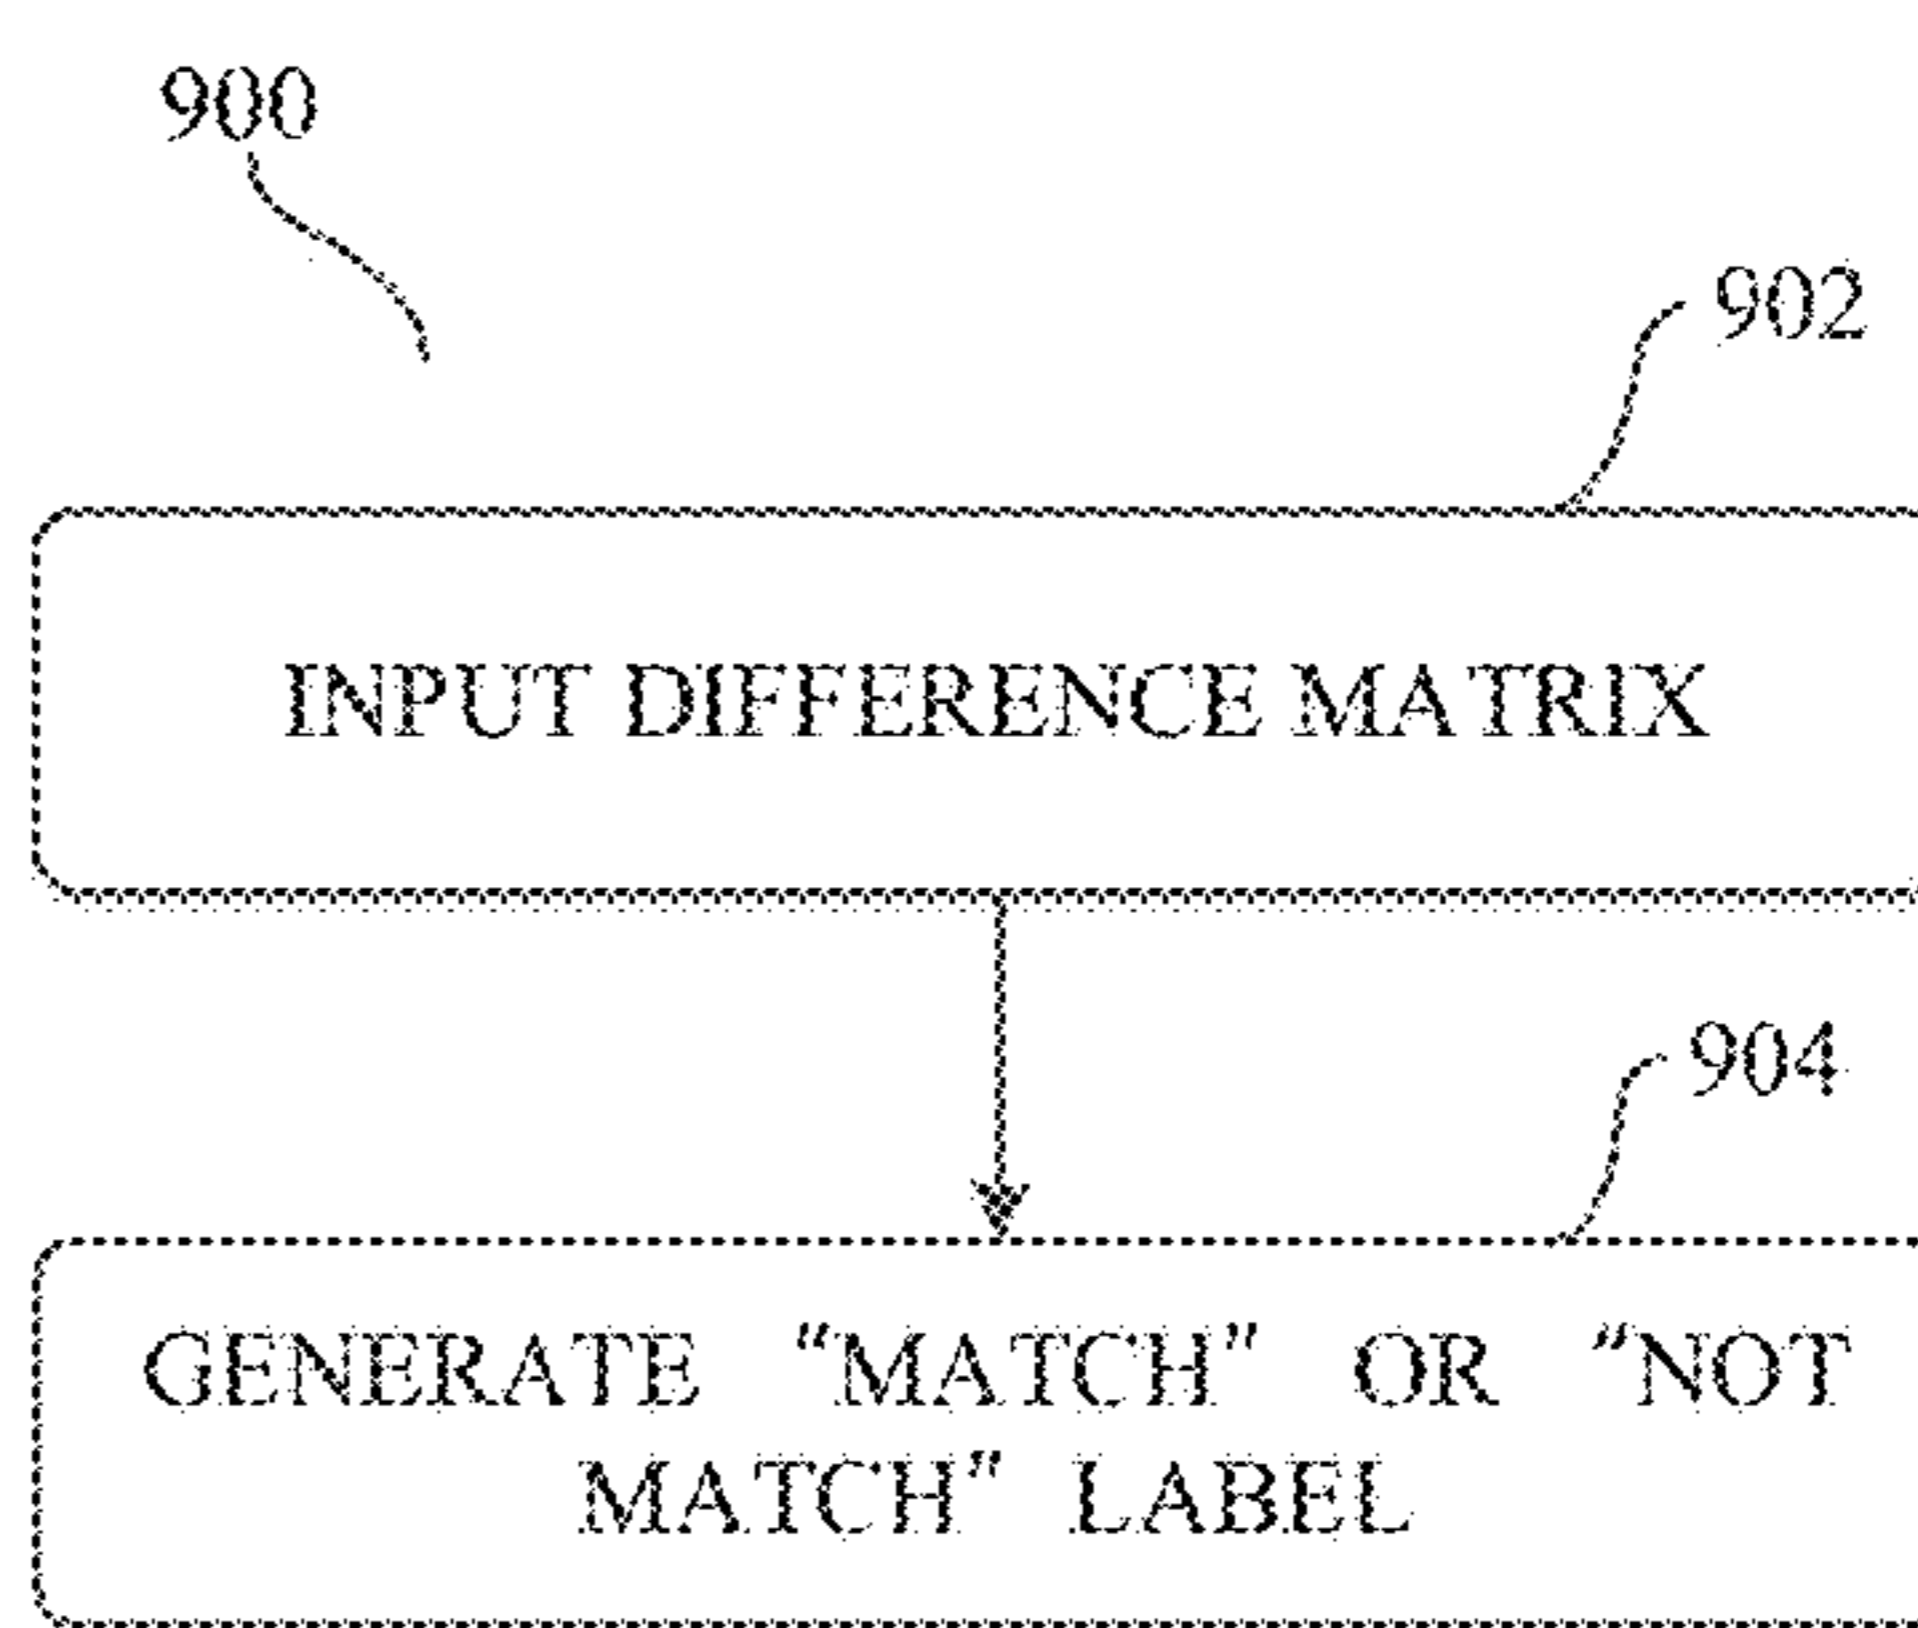 900
902
INPUT DIFFERENCE MATRIX
904
GENERATE "MATCH" OR "NOT
MATCH" LABEL